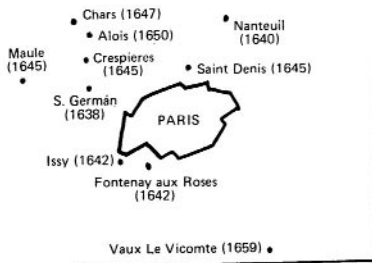 Chars (1647)
Nanteuil
(1640)
Alois (1650)
Maule
(1645)
Crespieres
(1645)
Saint Denis (1645)
S. Germán
(1638)
PARIS
Issy (1642)
Fontenay aux Roses
(1642)
Vaux Le Vicomte (1659)